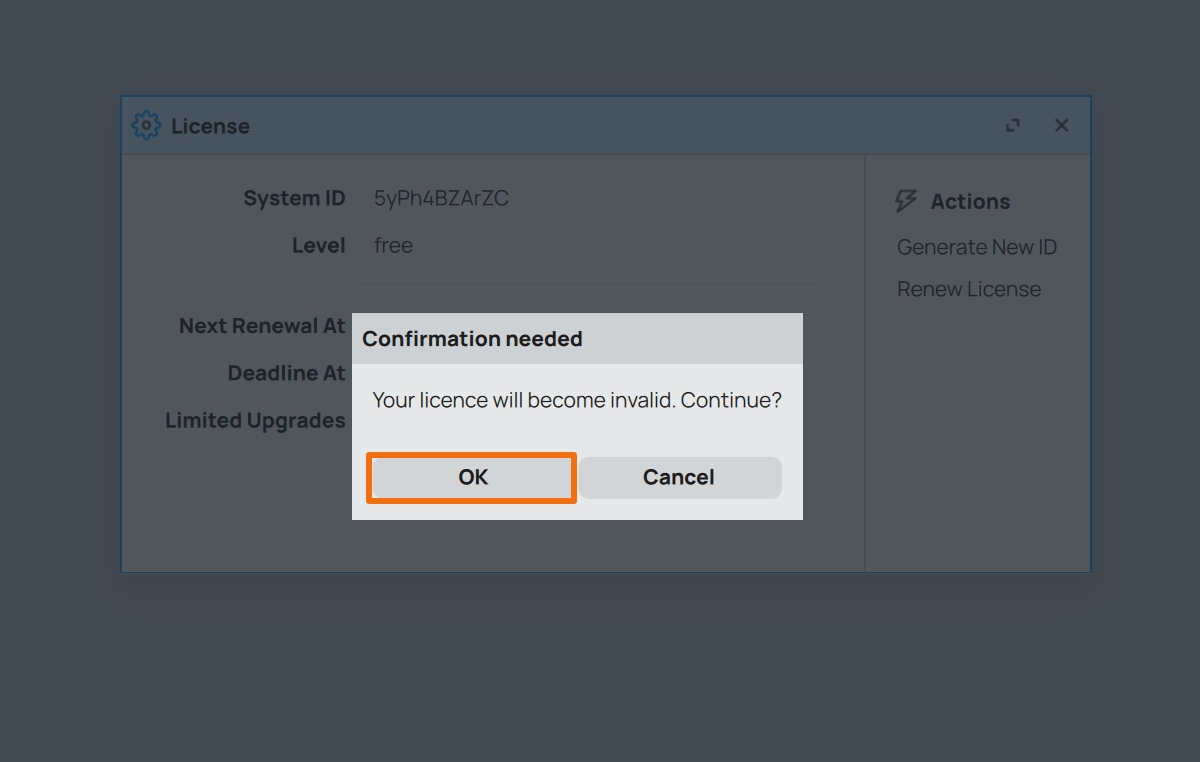 License
System ID 5yPh4BZArZC
Level free
Next Renewal At
Deadline At
Limited Upgrades
Actions
Generate New ID
Renew License
Confirmation needed
Your licence will become invalid. Continue?
OK Cancel